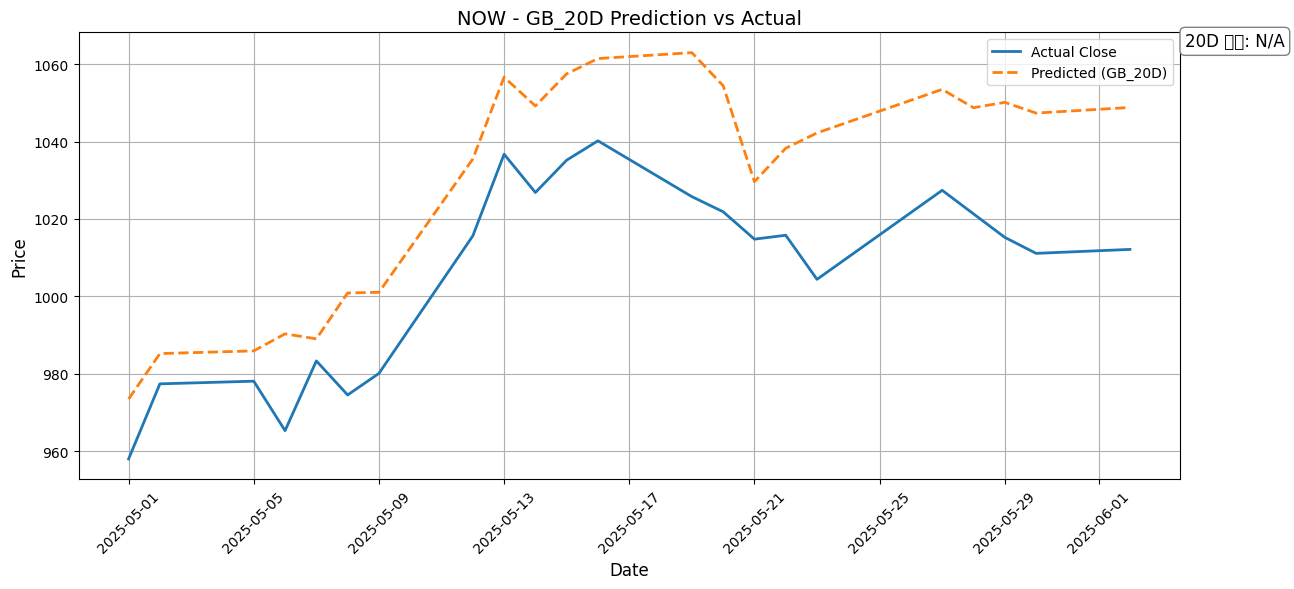 NOW - GB_20D Prediction vs Actual
20D : N/A
Actual Close
Predicted (GB_20D)
Price
1060
1040
1020
1000
980
960
2025-05-01
2025-05-05
2025-05-09
2025-05-13
2025-05-17
2025-05-21
2025-05-25
2025-05-29
2025-06-01
Date